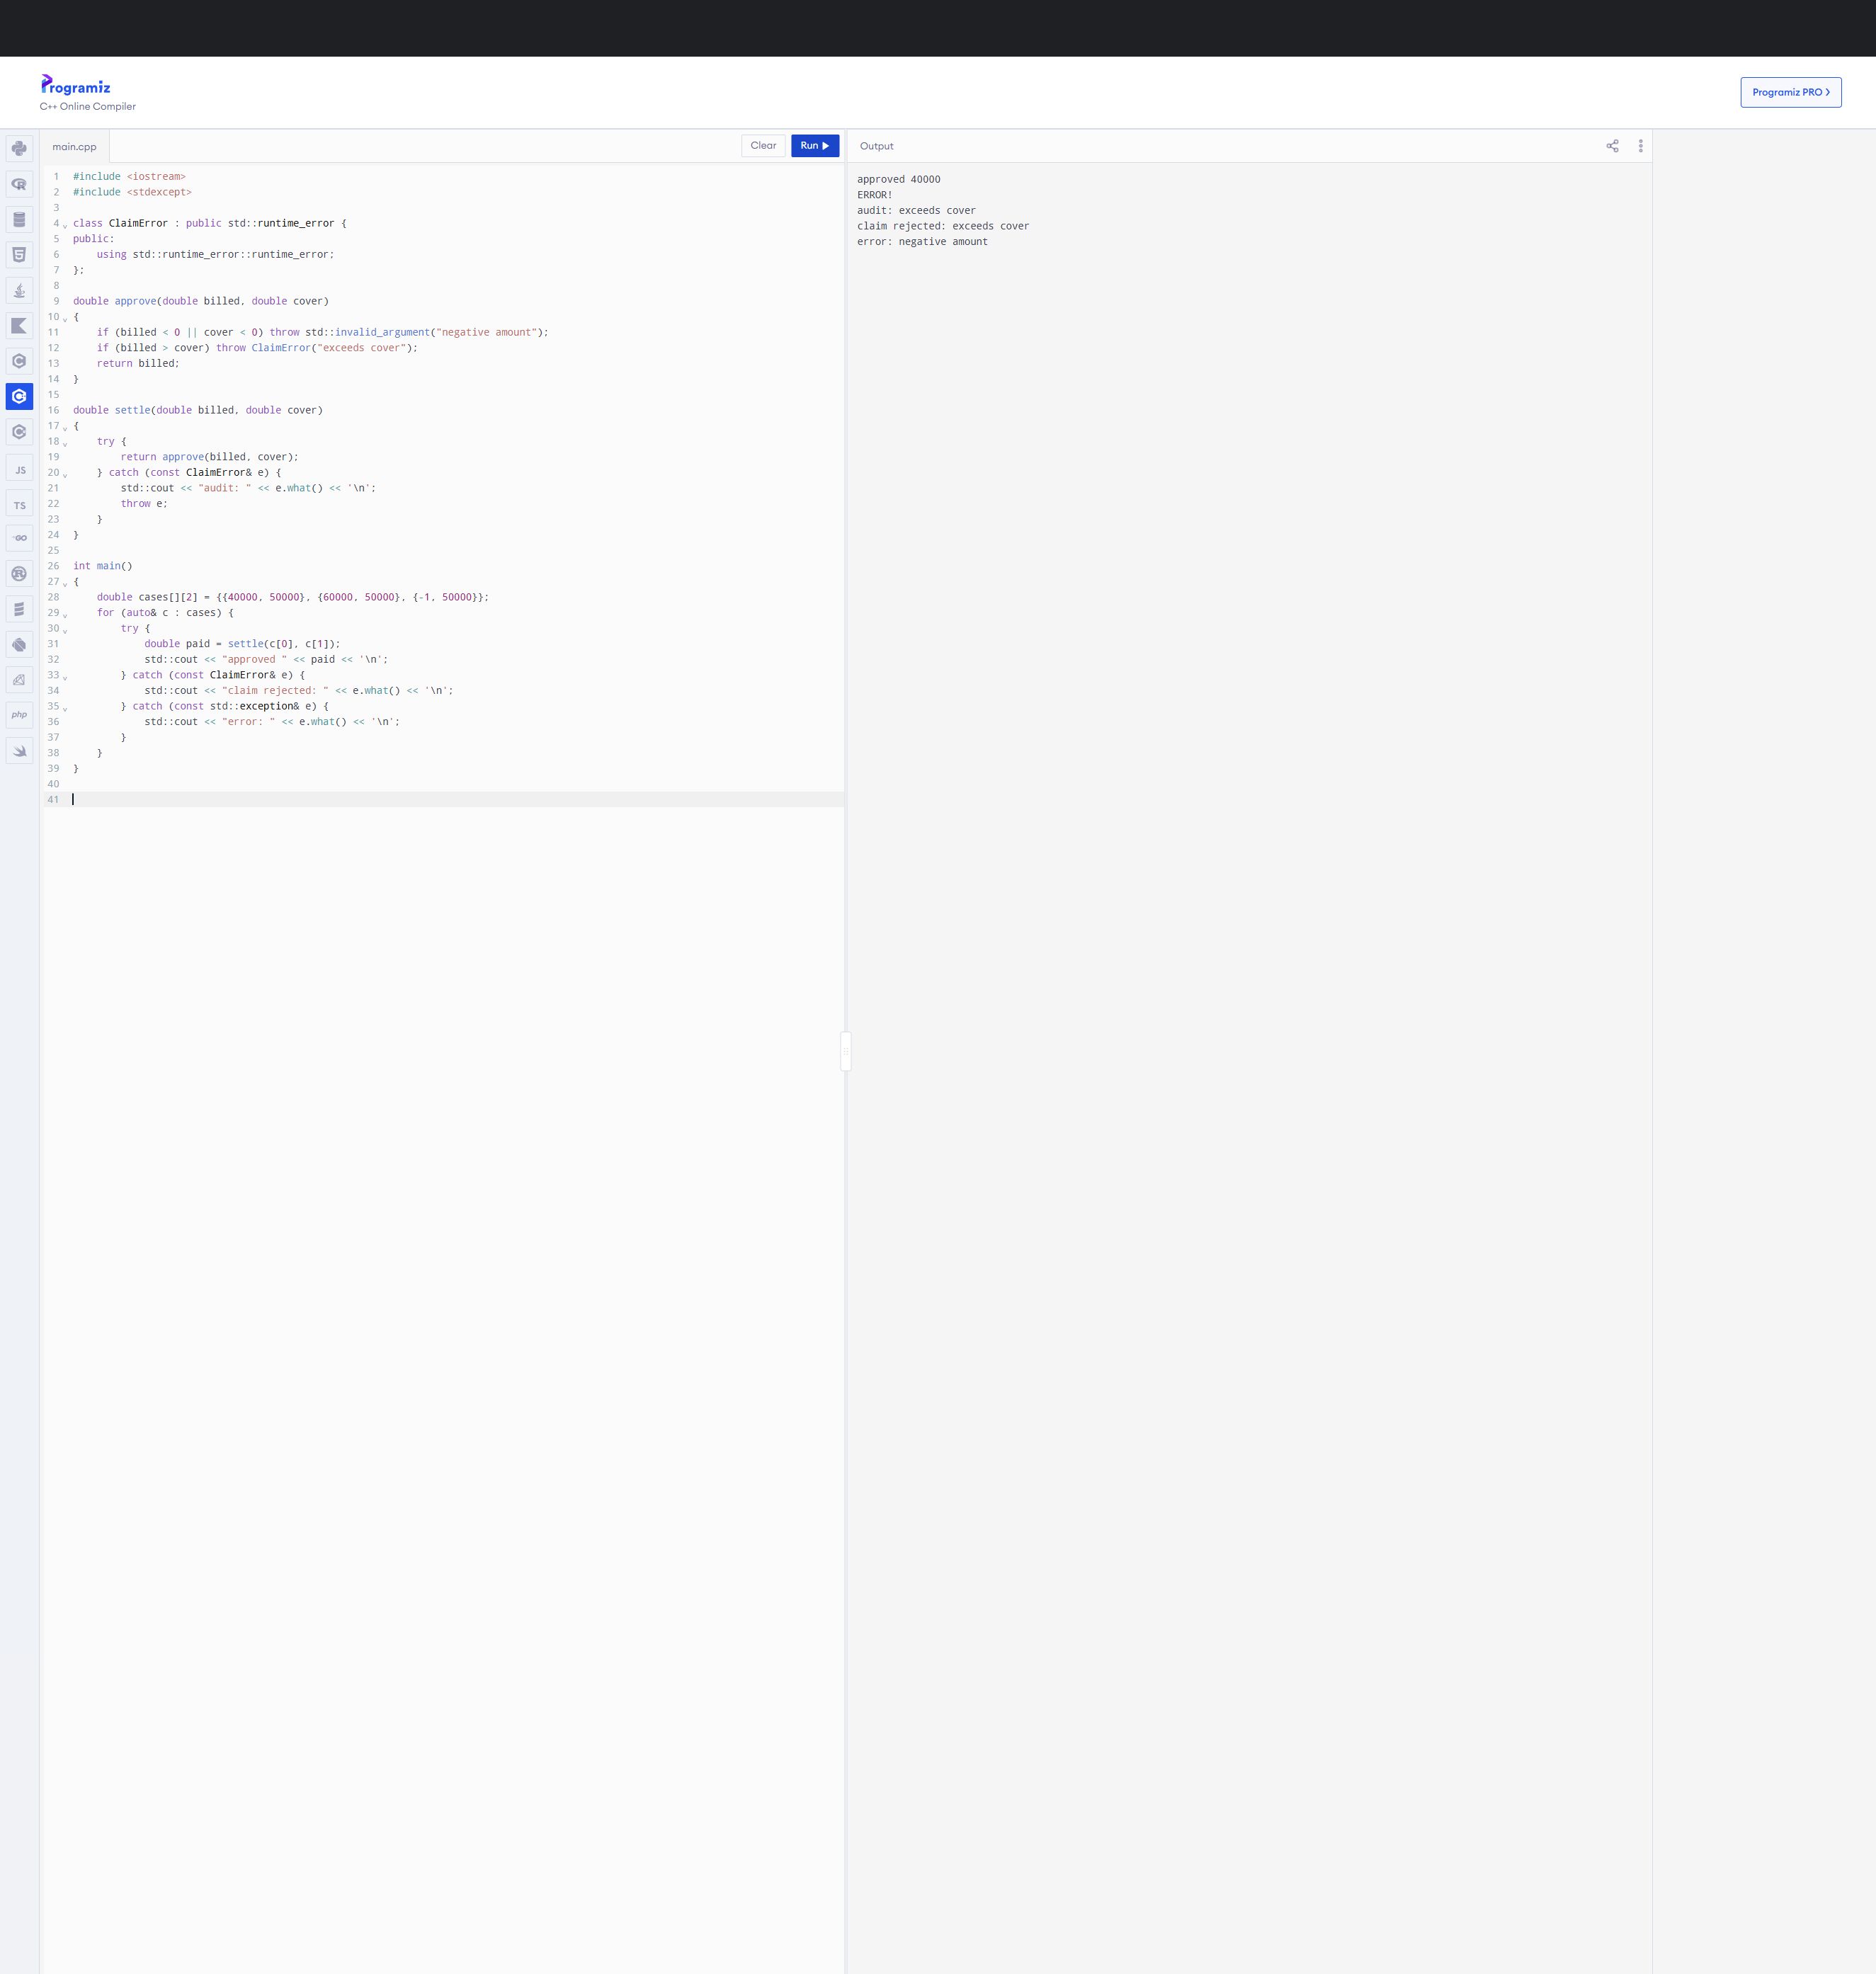 Programiz
C++ Online Compiler
Programiz PRO
main.cpp
Clear
Run
Output
1 #include <iostream>
2 #include <stdexcept>
3
4 class ClaimError : public std::runtime_error {
5 public:
6     using std::runtime_error::runtime_error;
7 };
8
9 double approve(double billed, double cover)
10 {
11     if (billed < 0 || cover < 0) throw std::invalid_argument("negative amount");
12     if (billed > cover) throw ClaimError("exceeds cover");
13     return billed;
14 }
15
16 double settle(double billed, double cover)
17 {
18     try {
19         return approve(billed, cover);
20     } catch (const ClaimError& e) {
21         std::cout << "audit: " << e.what() << '\n';
22         throw e;
23     }
24 }
25
26 int main()
27 {
28     double cases[][2] = {{40000, 50000}, {60000, 50000}, {-1, 50000}};
29     for (auto& c : cases) {
30         try {
31             double paid = settle(c[0], c[1]);
32             std::cout << "approved " << paid << '\n';
33         } catch (const ClaimError& e) {
34             std::cout << "claim rejected: " << e.what() << '\n';
35         } catch (const std::exception& e) {
36             std::cout << "error: " << e.what() << '\n';
37         }
38     }
39 }
40
41
approved 40000
ERROR!
audit: exceeds cover
claim rejected: exceeds cover
error: negative amount
JS
TS
GO
php